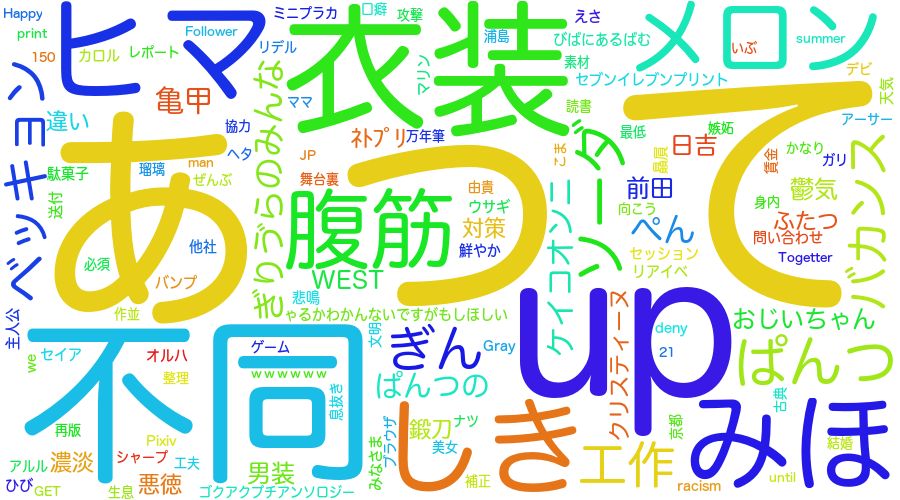 Happy
ヒマ
ミニプラカ
口癖
攻撃
えさ
メロン
print
150
カロル
レポート
Follower
リデル
衣装
浦島
びばにあるばむ
いぶ
summer
素材
セブンイレブンプリント
デビ
天気
マリン
ベッキョン
違い
亀甲
ママ
協力
ヘタ
ﾈﾄﾌﾟﾘ
万年筆
読書
最低
嫉妬
アーサー
日吉
かなり
ガリ
賃金
贔屓
こま
ソーダ
駄菓子
瑠璃
man
ぜんぶ
JP
舞台裏
由貴
ウサギ
前田
向こう
身内
鬱気
バカンス
送付
あって
ぎりづらのみんな
他社
必須
バンプ
作並
腹筋
対策
鮮やか
ケイコオンニ
ぺん
セッション
リアイベ
ふたつ
問い合わせ
Togetter
WEST
悲鳴
主人公
ゃるかわかんないですがもしほしい
up
おじいちゃん
不同
we
セイア
オルハ
整理
ゲーム
wwwwww
文明
ぎん
Gray
クリスティーヌ
deny
21
ぱんつ
ぱんつの
息抜き
再版
Pixiv
アルル
濃淡
シャープ
工夫
ひび
GET
生息
悪徳
男装
ゴクアクプチアンソロジー
みなさま
ブラウザ
しき
鍛刀
ナツ
美女
補正
工作
京都
racism
みほ
古典
結婚
until